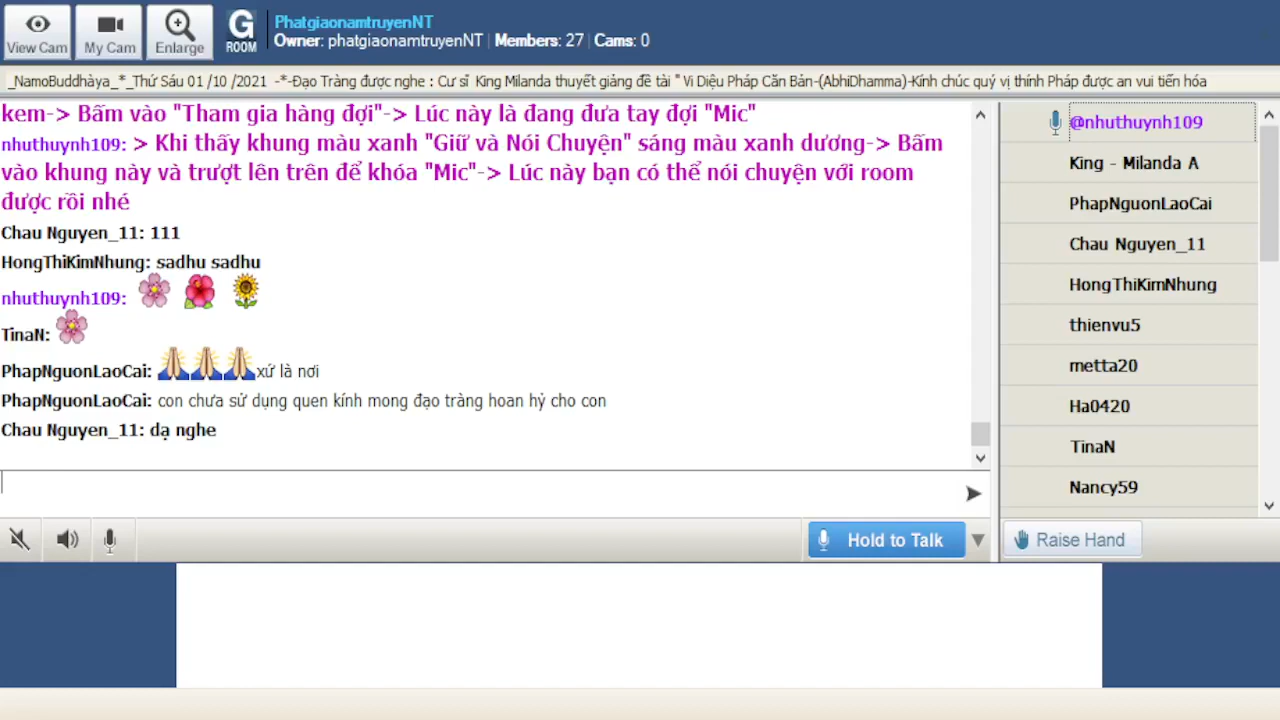 View Cam
My Cam
Enlarge
G
ROOM
PhatgiaonamtruyenNT
Owner: phatgiaonamtruyenNT | Members: 27 | Cams: 0
_NamoBuddhàya_*_Thứ Sáu 01 /10 /2021 -*-Đạo Tràng được nghe : Cư sĩ King Milanda thuyết giảng đề tài " Vi Diệu Pháp Căn Bản-(AbhiDhamma)-Kính chúc quý vị thính Pháp được an vui tiến hóa
kem-> Bấm vào "Tham gia hàng đợi"-> Lúc này là đang đưa tay đợi "Mic"
nhuthuynh109: > Khi thấy khung màu xanh "Giữ và Nói Chuyện" sáng màu xanh dương-> Bấm
vào khung này và trượt lên trên để khóa "Mic"-> Lúc này bạn có thể nói chuyện với room
được rồi nhé
Chau Nguyen_11: 111
HongThiKimNhung: sadhu sadhu
nhuthuynh109:
TinaN:
PhapNguonLaoCai: xứ là nơi
PhapNguonLaoCai: con chưa sử dụng quen kính mong đạo tràng hoan hỷ cho con
Chau Nguyen_11: dạ nghe
@nhuthuynh109
King - Milanda A
PhapNguonLaoCai
Chau Nguyen_11
HongThiKimNhung
thienvu5
metta20
Ha0420
TinaN
Nancy59
Hold to Talk
Raise Hand